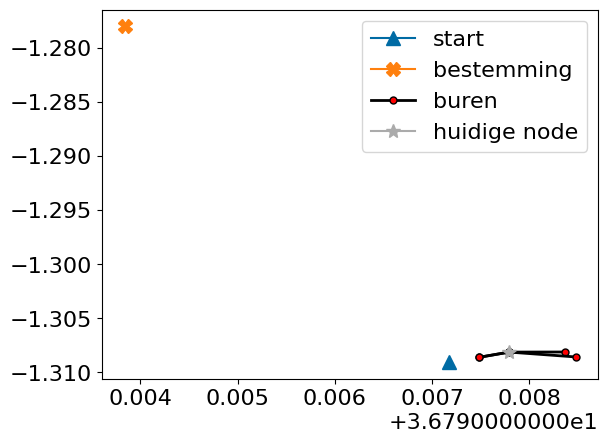 start
bestemming
buren
huidige node
−1.280
−1.285
−1.290
−1.295
−1.300
−1.305
−1.310
0.004 0.005 0.006 0.007 0.008
+3.6790000000e1